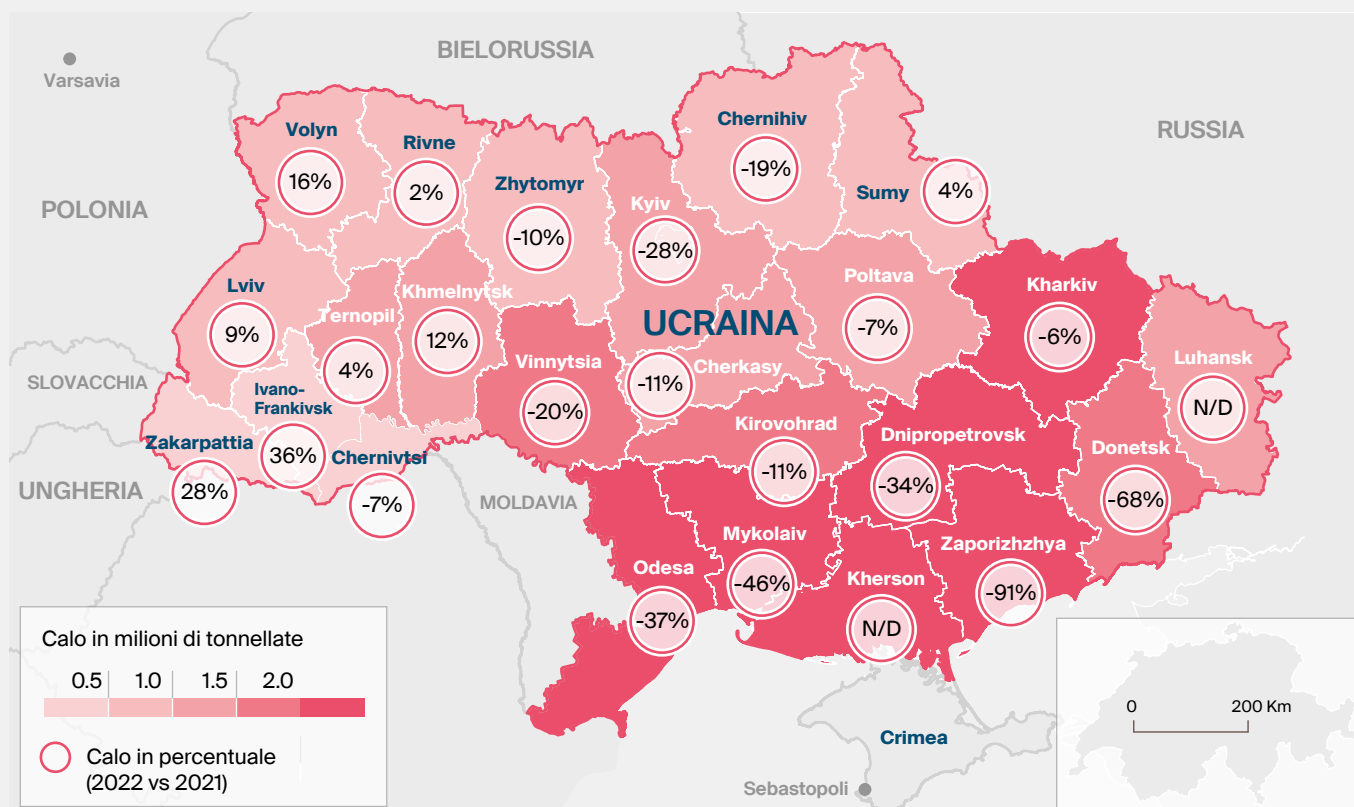 BIELORUSSIA
Varsavia
RUSSIA
POLONIA
Volyn
16%
Rivne
2%
Zhytomyr
-10%
Kyiv
-28%
Chernihiv
-19%
Sumy
4%
Lviv
9%
Ternopil
4%
Khmelnytsk
12%
Vinnytsia
-20%
UCRAINA
Cherkasy
-11%
Poltava
-7%
Kharkiv
-6%
Luhansk
N/D
SLOVACCHIA
Ivano-
Frankivsk
36%
Zakarpattia
28%
Chernivtsi
-7%
UNGHERIA
MOLDAVIA
Kirovohrad
-11%
Dnipropetrovsk
-34%
Donetsk
-68%
Odesa
-37%
Mykolaiv
-46%
Kherson
N/D
Zaporizhzhya
-91%
Crimea
Sebastopoli
Calo in milioni di tonnellate
0.5 1.0 1.5 2.0
Calo in percentuale
(2022 vs 2021)
0 200 Km